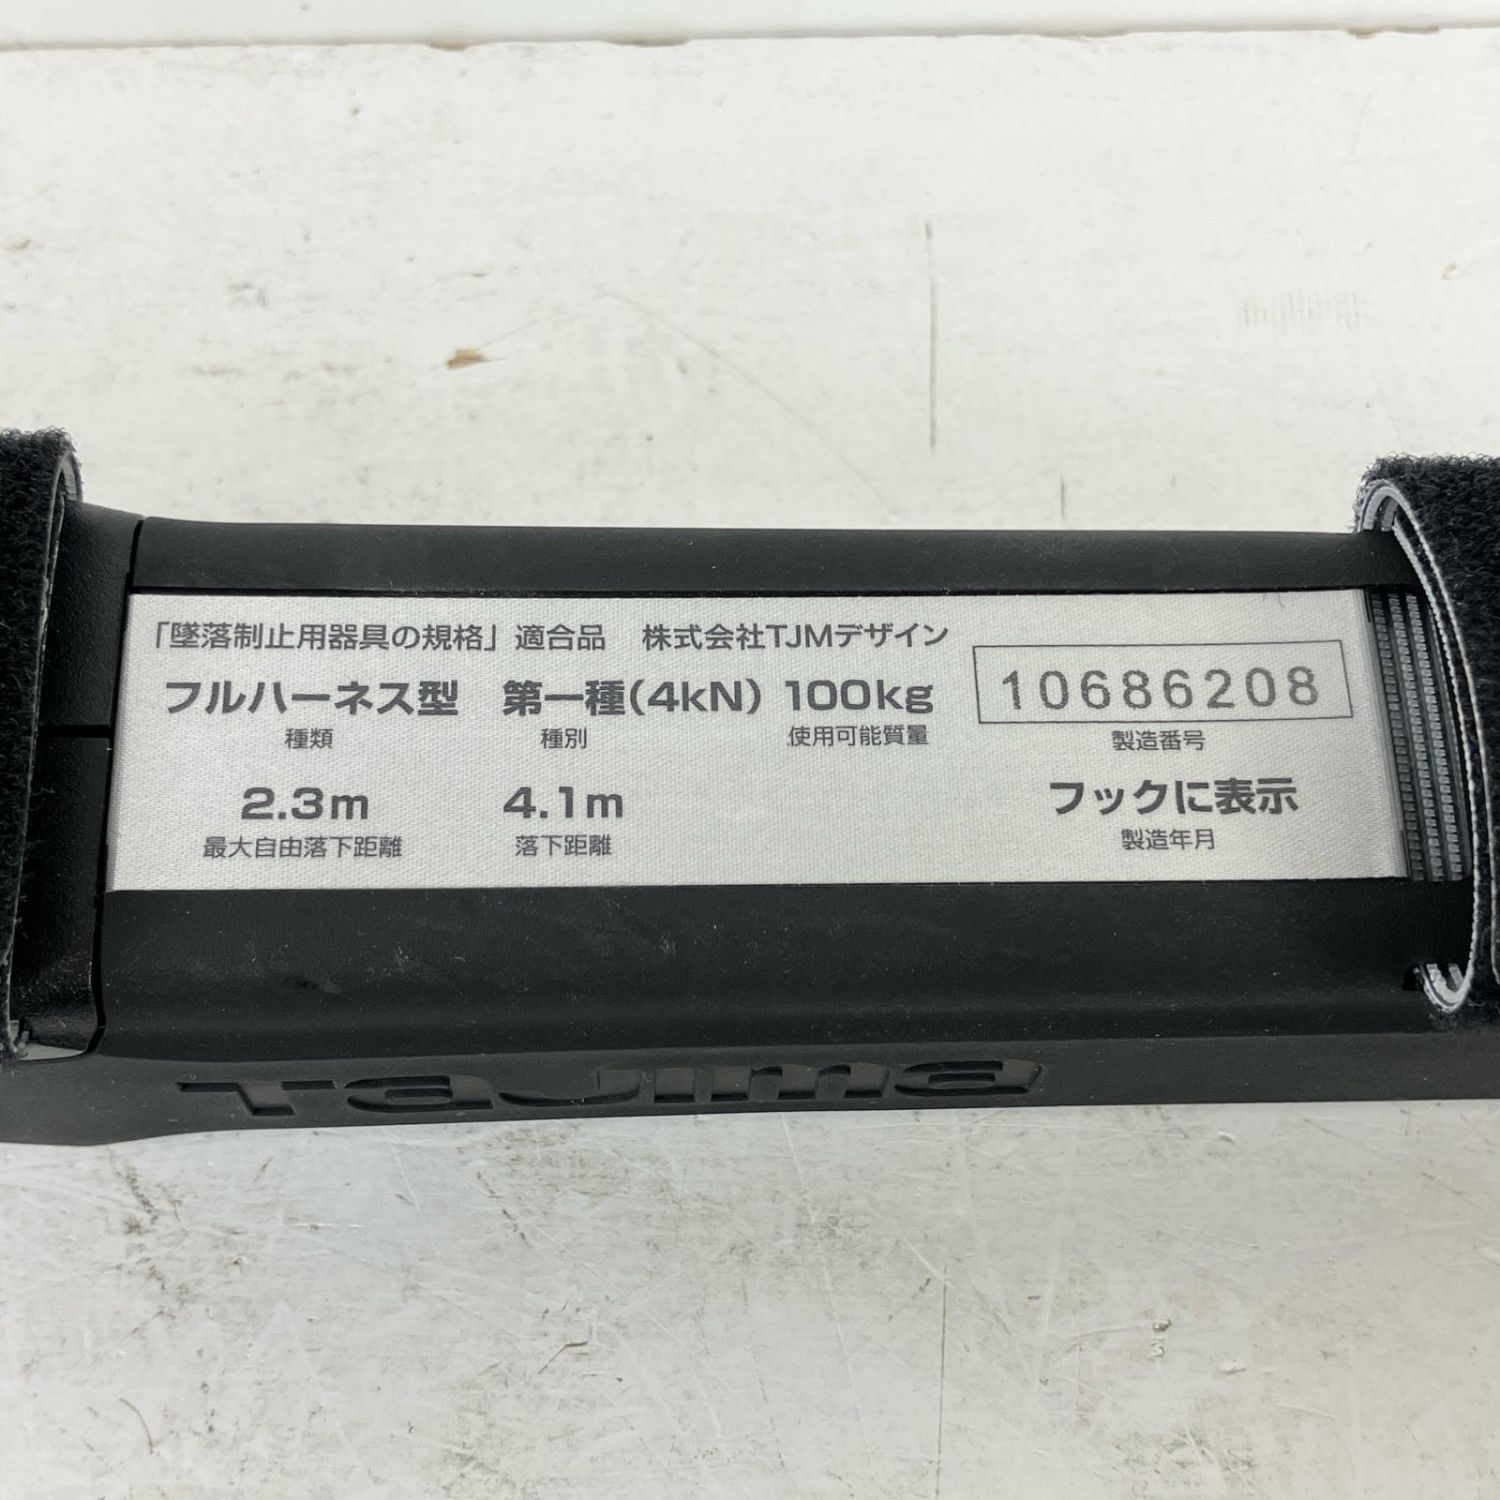 「墜落制止用器具の規格」適合品 株式会社TJMデザイン
フルハーネス型 第一種(4kN) 100kg 10686208
種類 種別 使用可能質量 製造番号
2.3m 4.1m フックに表示
最大自由落下距離 落下距離 製造年月
TaJima